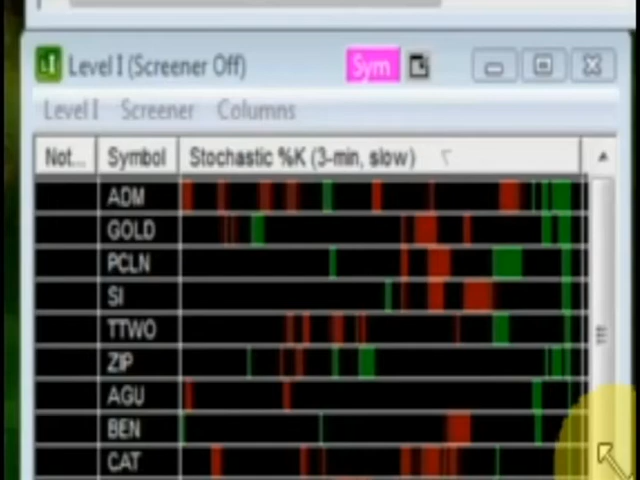 LI Level I (Screener Off) Sym
Level I Screener Columns
Not... Symbol Stochastic %K (3-min, slow)
ADM
GOLD
PCLN
SI
TTWO
ZIP
AGU
BEN
CAT